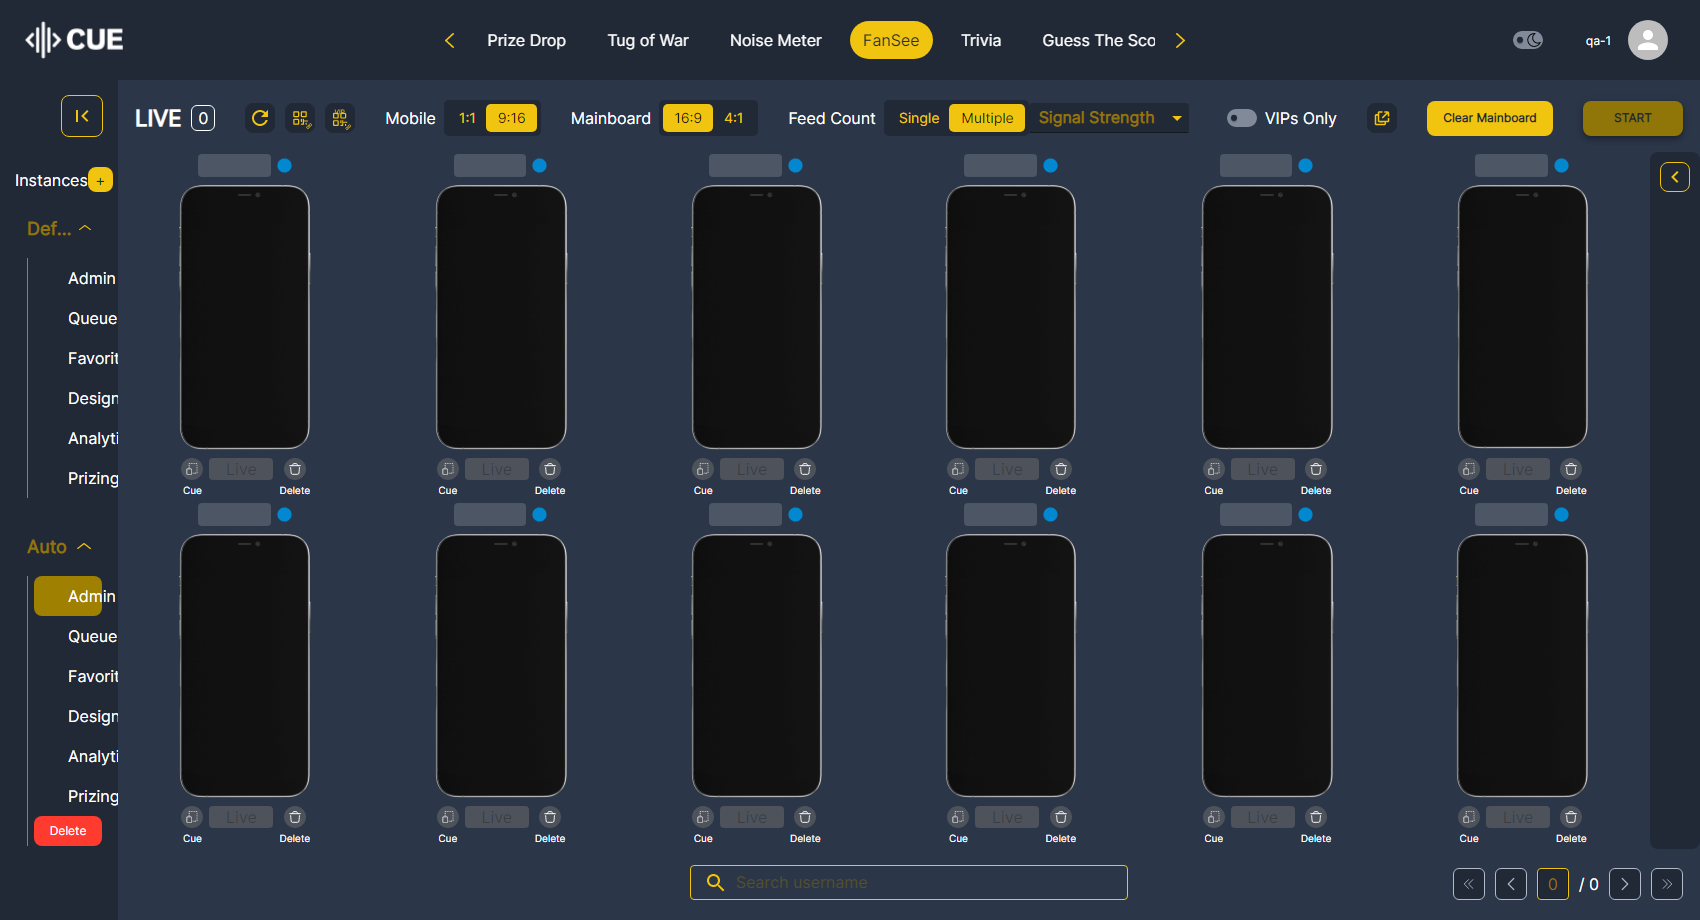 CUE
Prize Drop
Tug of War
Noise Meter
FanSee
Trivia
Guess The Sco
qa-1
LIVE 0
Mobile 1:1 9:16
Mainboard 16:9 4:1
Feed Count Single Multiple
Signal Strength
VIPs Only
Clear Mainboard
START
Instances +
Def...
Admin
Queue
Favorit
Design
Analyti
Prizing
Auto
Admin
Queue
Favorit
Design
Analyti
Prizing
Delete
Live Live Live Live Live Live
Cue Delete Cue Delete Cue Delete Cue Delete Cue Delete Cue Delete
Live Live Live Live Live Live
Cue Delete Cue Delete Cue Delete Cue Delete Cue Delete Cue Delete
Search username
0 / 0